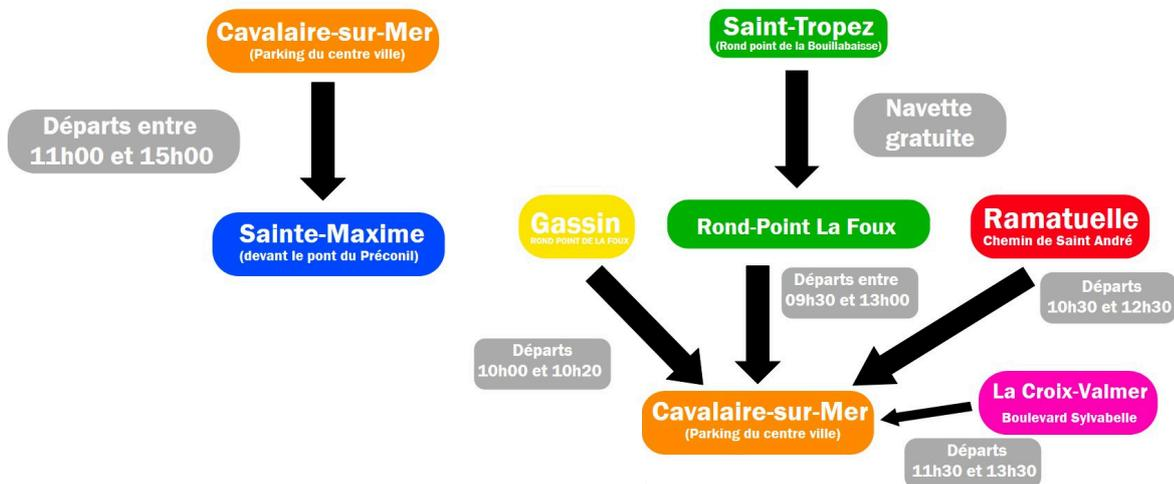 Cavalaire-sur-Mer
(Parking du centre ville)
Départs entre
11h00 et 15h00
Sainte-Maxime
(devant le pont du Préconil)
Saint-Tropez
(Rond point de la Bouillabaisse)
Navette
gratuite
Gassin
ROND POINT DE LA FOUX
Rond-Point La Foux
Ramatuelle
Chemin de Saint André
Départs entre
09h30 et 13h00
Départs
10h30 et 12h30
Départs
10h00 et 10h20
La Croix-Valmer
Boulevard Sylvabelle
Cavalaire-sur-Mer
(Parking du centre ville)
Départs
11h30 et 13h30